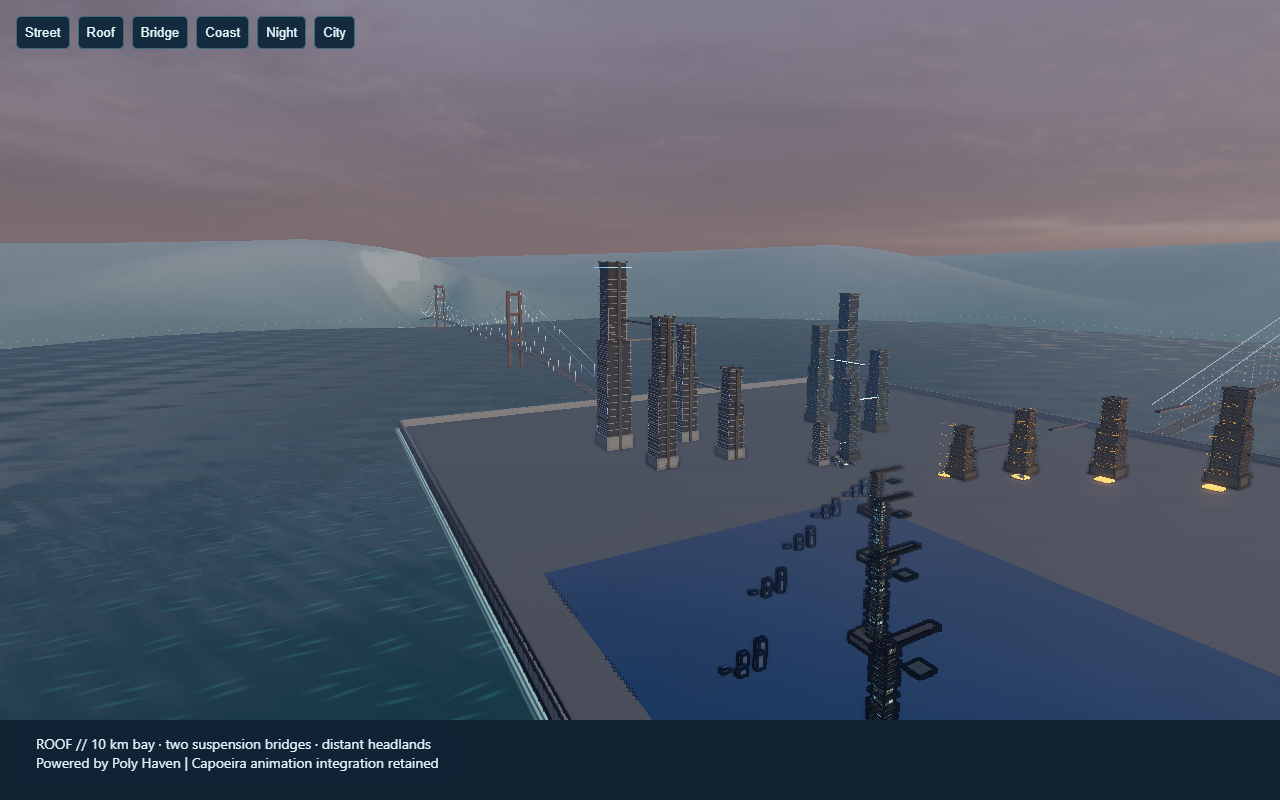 Street Roof Bridge Coast Night City
ROOF // 10 km bay · two suspension bridges · distant headlands
Powered by Poly Haven | Capoeira animation integration retained